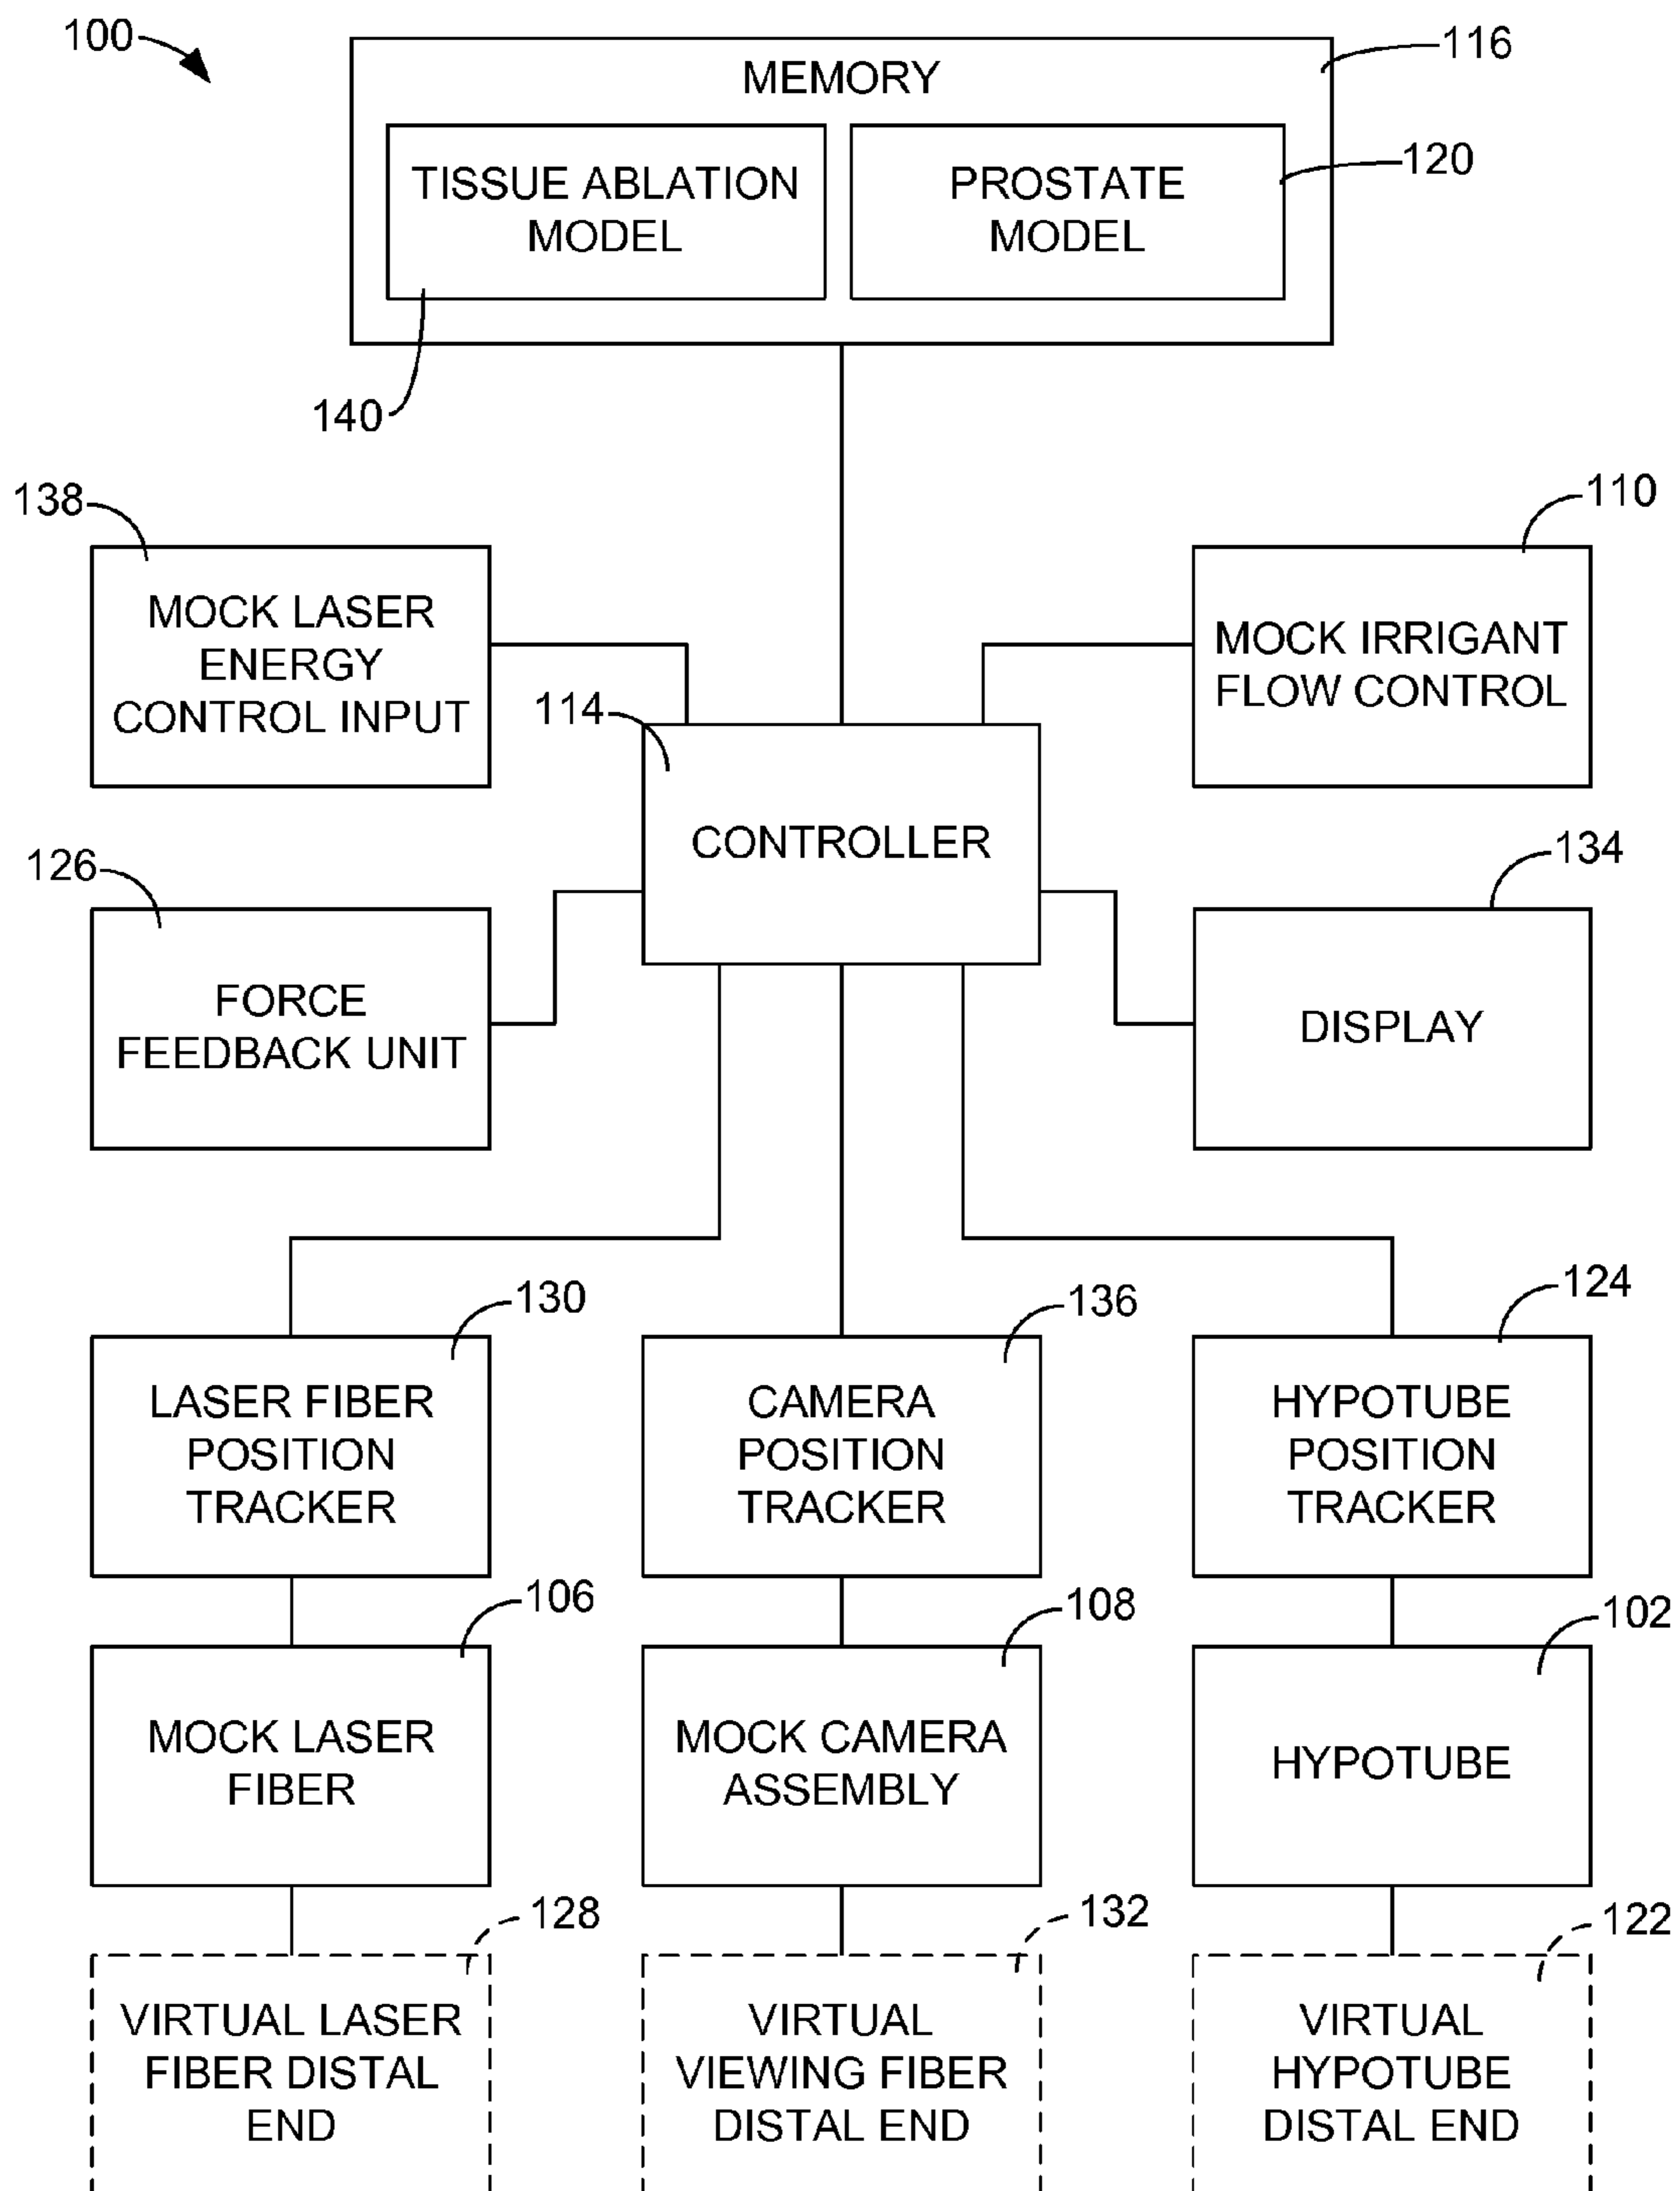 100
116
MEMORY
120
TISSUE ABLATION
MODEL
PROSTATE
MODEL
140
138
110
MOCK LASER
ENERGY
CONTROL INPUT
MOCK IRRIGANT
FLOW CONTROL
114
CONTROLLER
126
134
FORCE
FEEDBACK UNIT
DISPLAY
130
136
124
LASER FIBER
POSITION
TRACKER
CAMERA
POSITION
TRACKER
HYPOTUBE
POSITION
TRACKER
106
108
102
MOCK LASER
FIBER
MOCK CAMERA
ASSEMBLY
HYPOTUBE
128
132
122
VIRTUAL LASER
FIBER DISTAL
END
VIRTUAL
VIEWING FIBER
DISTAL END
VIRTUAL
HYPOTUBE
DISTAL END